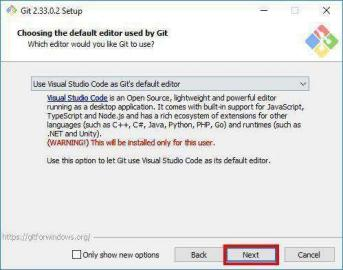 Git 2.33.0.2 Setup
Choosing the default editor used by Git
Which editor would you like Git to use?
Use Visual Studio Code as Git's default editor
Visual Studio Code is an Open Source, lightweight and powerful editor
running as a desktop application. It comes with built-in support for JavaScript,
TypeScript and Node.js and has a rich ecosystem of extensions for other
languages (such as C++, C#, Java, Python, PHP, Go) and runtimes (such as
.NET and Unity).
(WARNING!) This will be installed only for this user.
Use this option to let Git use Visual Studio Code as its default editor.
https://gitforwindows.org/
Only show new options
Back
Next
Cancel